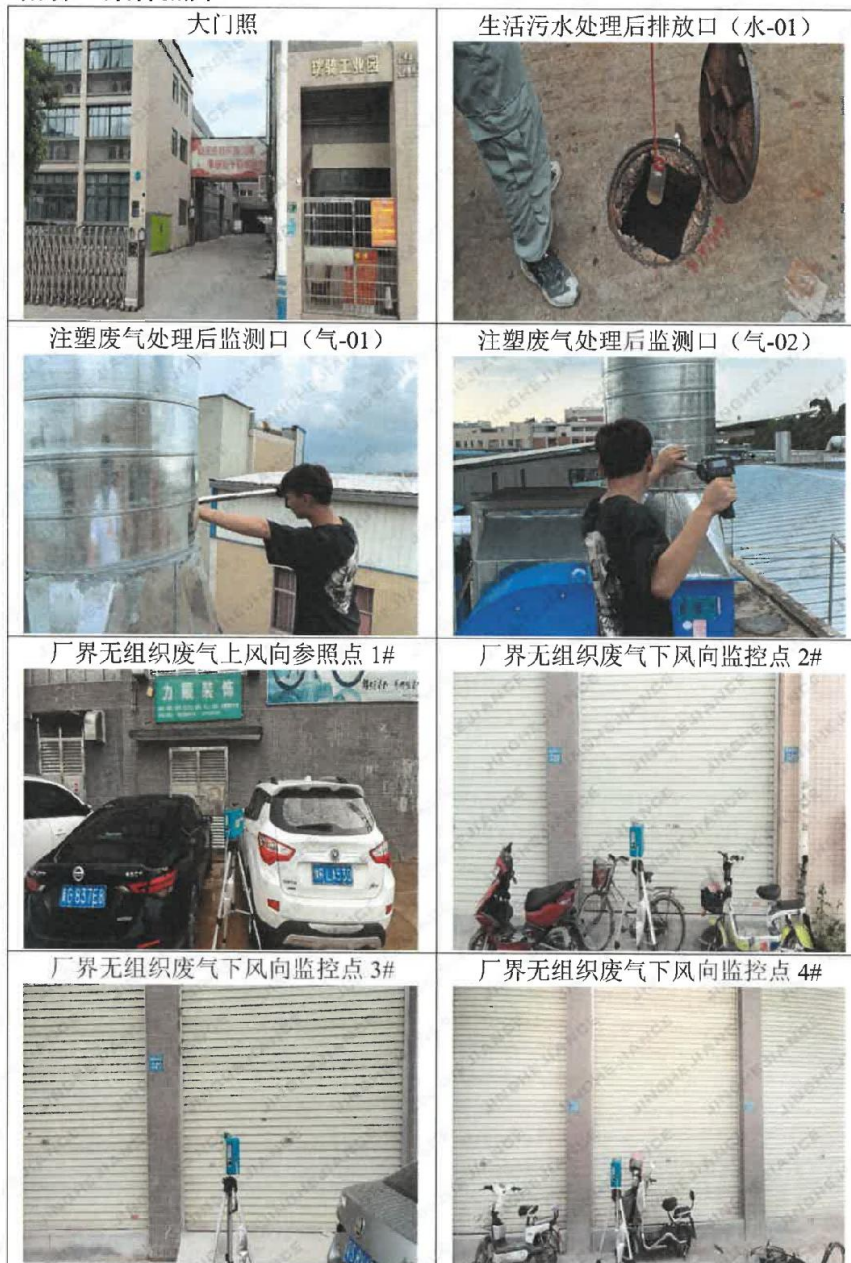 大门照
生活污水处理后排放口（水-01）
注塑废气处理后监测口（气-01）
注塑废气处理后监测口（气-02）
厂界无组织废气上风向参照点 1#
厂界无组织废气下风向监控点 2#
力顺装饰
厂界无组织废气下风向监控点 3#
厂界无组织废气下风向监控点 4#
JINGHEJIANCE